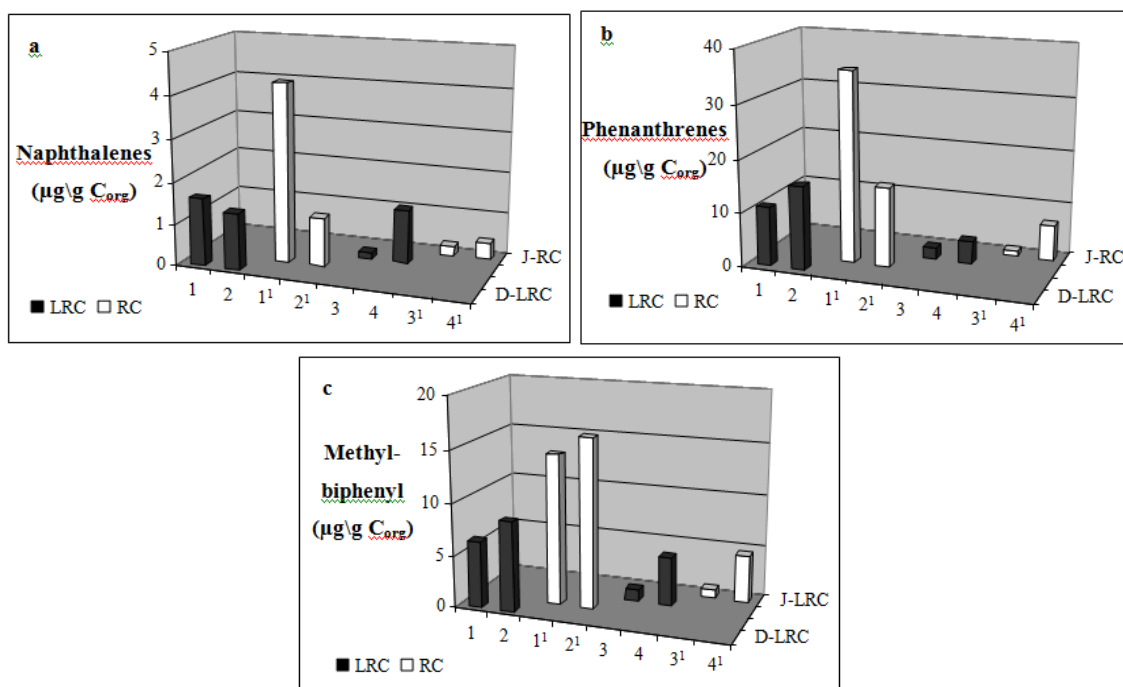 a
5
4
3
2
1
0
Naphthalenes
(µg\g Corg)
1 2 1¹ 2¹ 3 4 3¹ 4¹
J-RC
D-LRC
LRC RC
b
40
30
20
10
0
Phenanthrenes
(µg\g Corg)
1 2 1¹ 2¹ 3 4 3¹ 4¹
J-RC
D-LRC
LRC RC
c
20
15
10
5
0
Methyl-
biphenyl
(µg\g Corg)
1 2 1¹ 2¹ 3 4 3¹ 4¹
J-LRC
D-LRC
LRC RC